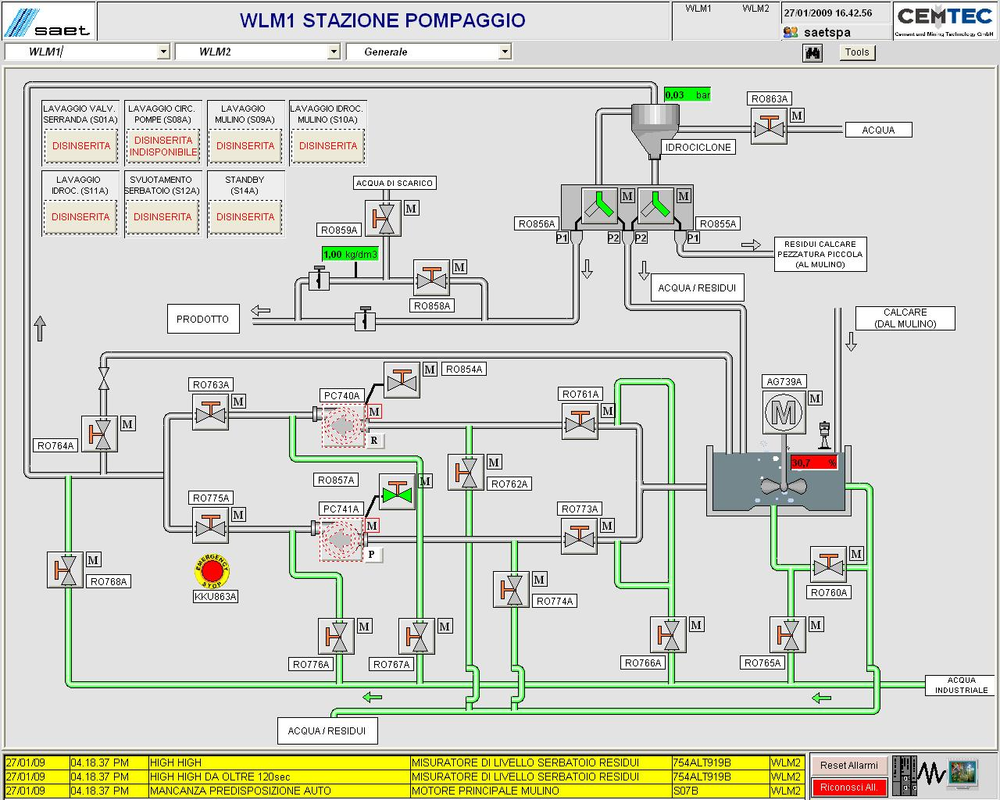 saet
WLM1 STAZIONE POMPAGGIO
WLM1 WLM2
27/01/2009 16.42.56
saetspa
CEMTEC
Cement and Mining Technology GmbH
WLM1
WLM2
Generale
Tools
LAVAGGIO VALV.
SERRANDA (S01A)
DISINSERITA
LAVAGGIO CIRC.
POMPE (S08A)
DISINSERITA
INDISPONIBILE
LAVAGGIO
MULINO (S09A)
DISINSERITA
LAVAGGIO IDROC.
MULINO (S10A)
DISINSERITA
LAVAGGIO
IDROC. (S11A)
DISINSERITA
SVUOTAMENTO
SERBATOIO (S12A)
DISINSERITA
STANDBY
(S14A)
DISINSERITA
0,03 bar
RO863A
M
ACQUA
IDROCICLONE
ACQUA DI SCARICO
M
RO859A
M
M
RO856A
RO855A
P1
P2
P2
P1
1,00 kg/dm3
M
RO858A
RESIDUI CALCARE
PEZZATURA PICCOLA
(AL MULINO)
ACQUA / RESIDUI
PRODOTTO
CALCARE
(DAL MULINO)
RO763A
M
PC740A
M
RO854A
M
R
RO761A
M
AG739A
M
M
RO764A
M
30,7 %
RO857A
M
M
RO762A
RO775A
M
PC741A
M
P
RO773A
M
M
RO768A
EMERGENCY
STOP
KKU863A
M
RO774A
M
RO760A
M
RO776A
M
RO767A
M
RO766A
M
RO765A
ACQUA
INDUSTRIALE
ACQUA / RESIDUI
27/01/09 04.18.37 PM HIGH HIGH MISURATORE DI LIVELLO SERBATOIO RESIDUI 754ALT919B WLM2
27/01/09 04.18.37 PM HIGH HIGH DA OLTRE 120sec MISURATORE DI LIVELLO SERBATOIO RESIDUI 754ALT919B WLM2
27/01/09 04.18.37 PM MANCANZA PREDISPOSIZIONE AUTO MOTORE PRINCIPALE MULINO S07B WLM2
Reset Allarmi
Riconosci All.